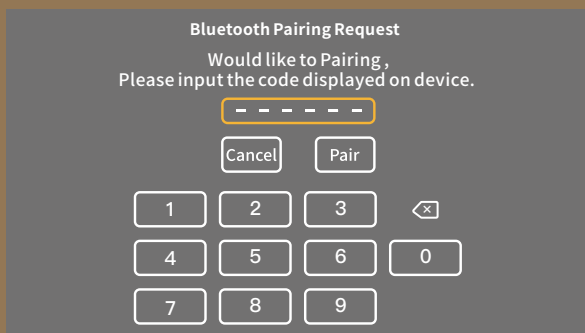 Bluetooth Pairing Request
Would like to Pairing ,
Please input the code displayed on device.
– – – – – –
Cancel Pair
1 2 3
4 5 6 0
7 8 9